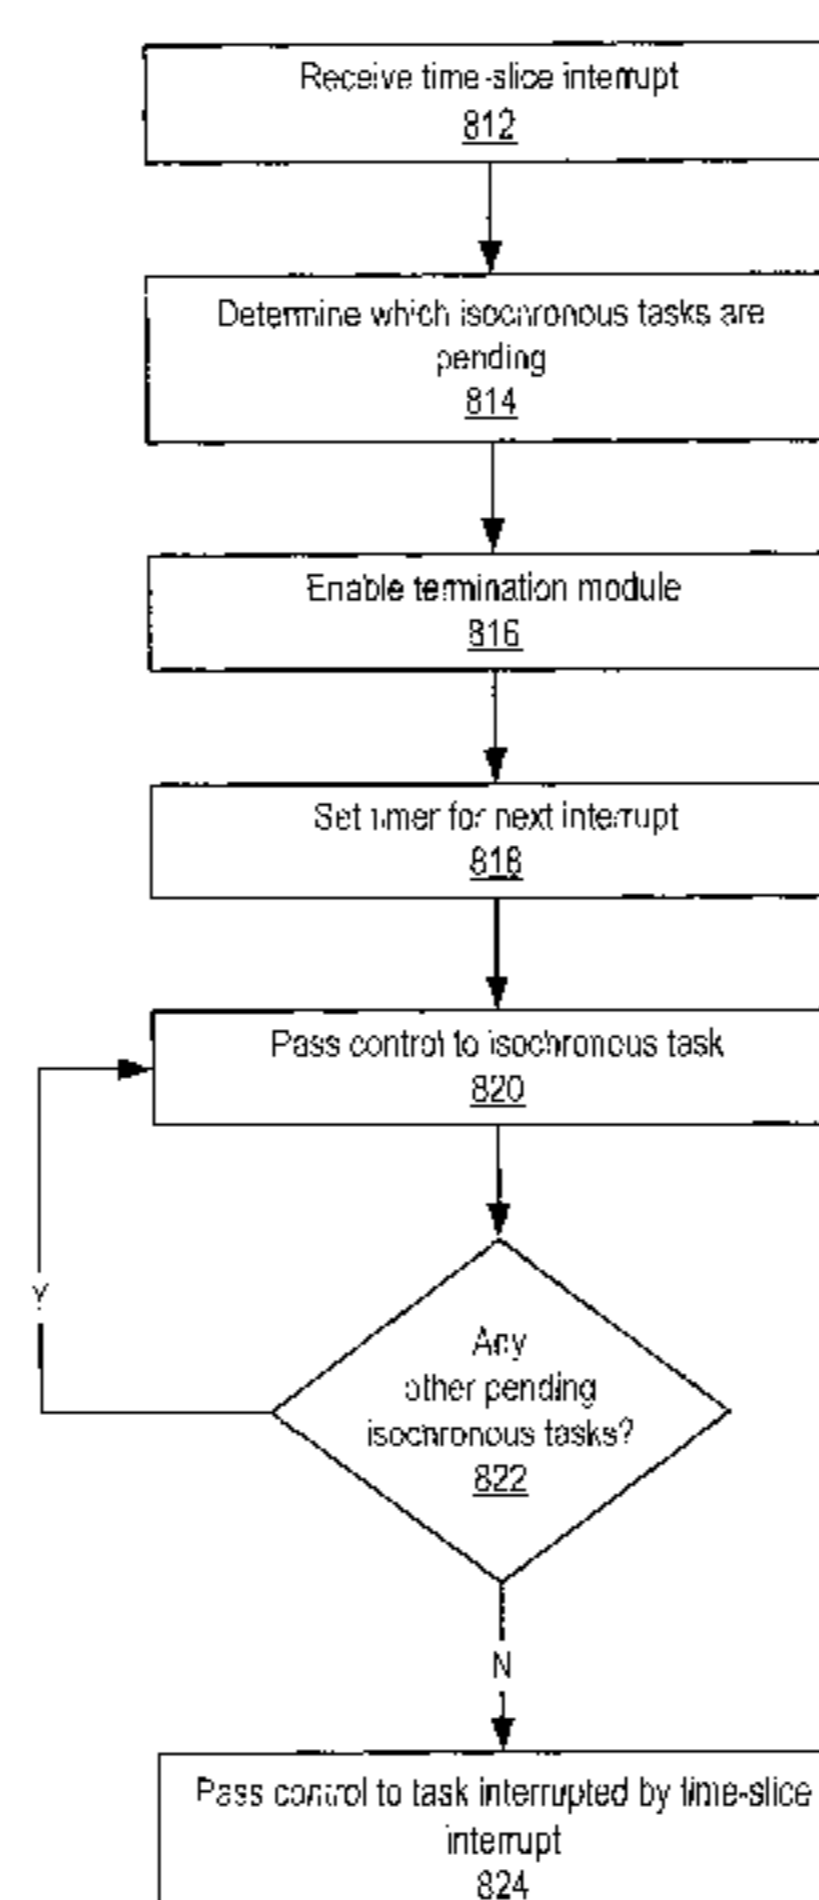 Receive time-slice interrupt
812
Determine which isochronous tasks are
pending
814
Enable termination module
816
Set timer for next interrupt
818
Pass control to isochronous task
820
Y
Any
other pending
isochronous tasks?
822
N
Pass control to task interrupted by time-slice
interrupt
824